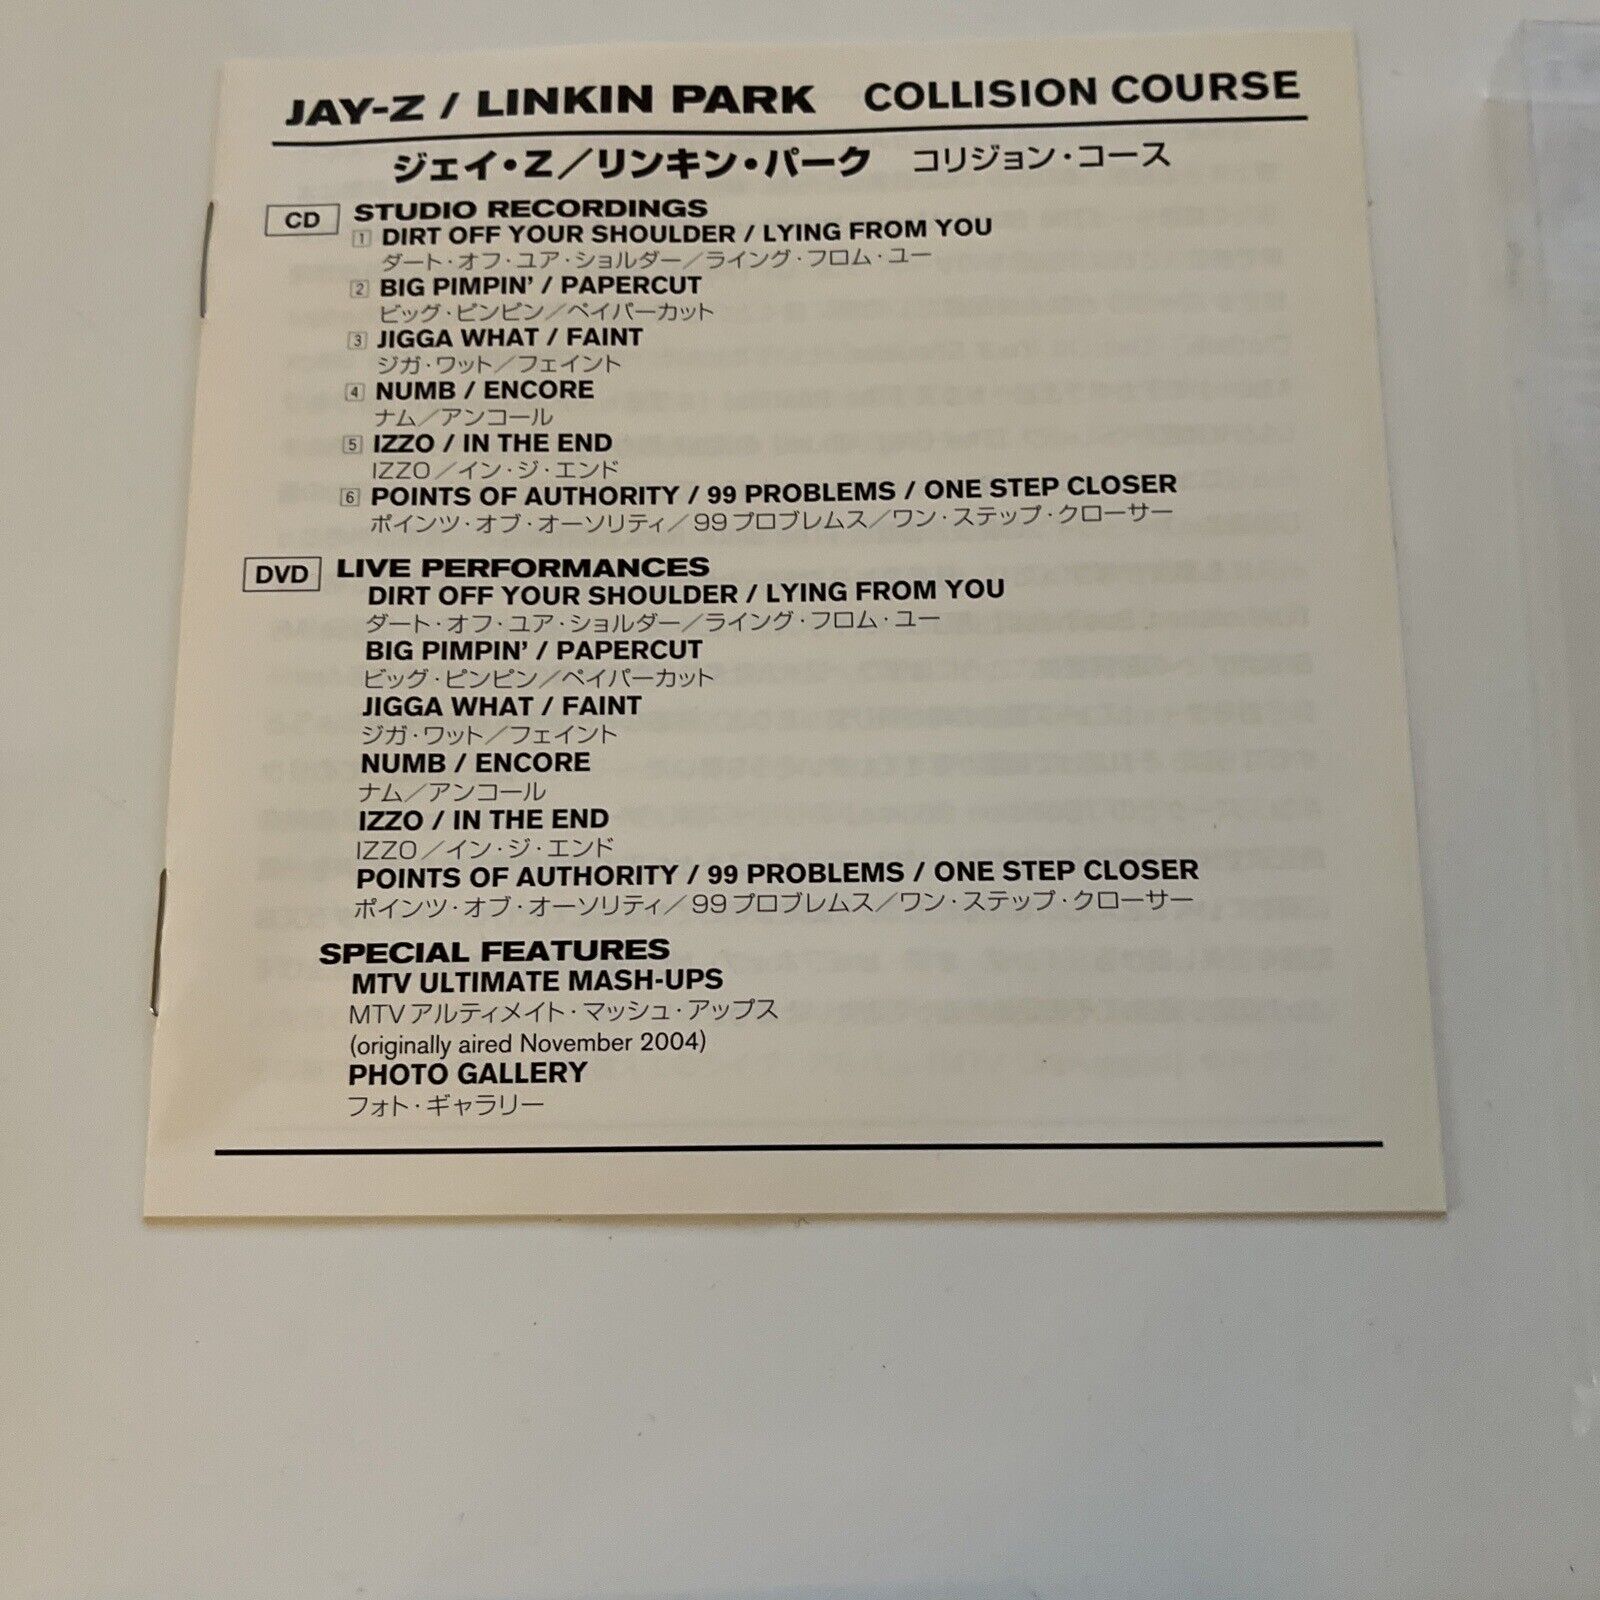 JAY-Z / LINKIN PARK COLLISION COURSE
ジェイ・Z／リンキン・パーク コリジョン・コース
CD STUDIO RECORDINGS
1 DIRT OFF YOUR SHOULDER / LYING FROM YOU
ダート・オフ・ユア・ショルダー／ライング・フロム・ユー
2 BIG PIMPIN' / PAPERCUT
ビッグ・ピンピン／ペイパーカット
3 JIGGA WHAT / FAINT
ジガ・ワット／フェイント
4 NUMB / ENCORE
ナム／アンコール
5 IZZO / IN THE END
IZZO／イン・ジ・エンド
6 POINTS OF AUTHORITY / 99 PROBLEMS / ONE STEP CLOSER
ポインツ・オブ・オーソリティ／99プロブレムス／ワン・ステップ・クローサー
DVD LIVE PERFORMANCES
DIRT OFF YOUR SHOULDER / LYING FROM YOU
ダート・オフ・ユア・ショルダー／ライング・フロム・ユー
BIG PIMPIN' / PAPERCUT
ビッグ・ピンピン／ペイパーカット
JIGGA WHAT / FAINT
ジガ・ワット／フェイント
NUMB / ENCORE
ナム／アンコール
IZZO / IN THE END
IZZO／イン・ジ・エンド
POINTS OF AUTHORITY / 99 PROBLEMS / ONE STEP CLOSER
ポインツ・オブ・オーソリティ／99プロブレムス／ワン・ステップ・クローサー
SPECIAL FEATURES
MTV ULTIMATE MASH-UPS
MTVアルティメイト・マッシュ・アップス
(originally aired November 2004)
PHOTO GALLERY
フォト・ギャラリー